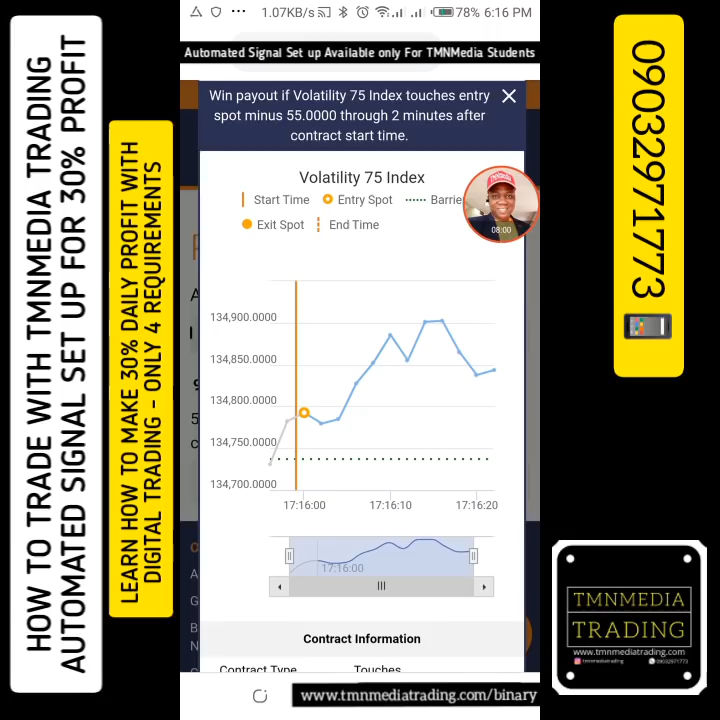 HOW TO TRADE WITH TMNMEDIA TRADING
AUTOMATED SIGNAL SET UP FOR 30% PROFIT
LEARN HOW TO MAKE 30% DAILY PROFIT WITH
DIGITAL TRADING - ONLY 4 REQUIREMENTS
1.07KB/s 78% 6:16 PM
Automated Signal Set up Available only For TMNMedia Students
Win payout if Volatility 75 Index touches entry
spot minus 55.0000 through 2 minutes after
contract start time.
Volatility 75 Index
Start Time Entry Spot Barrie
Exit Spot End Time
08:00
134,900.0000
134,850.0000
134,800.0000
134,750.0000
134,700.0000
17:16:00 17:16:10 17:16:20
17:16:00
Contract Information
Contract Type Touches
www.tmnmediatrading.com/binary
09032971773
TMNMEDIA
TRADING
www.tmnmediatrading.com
tmnmediatrading 09032971773